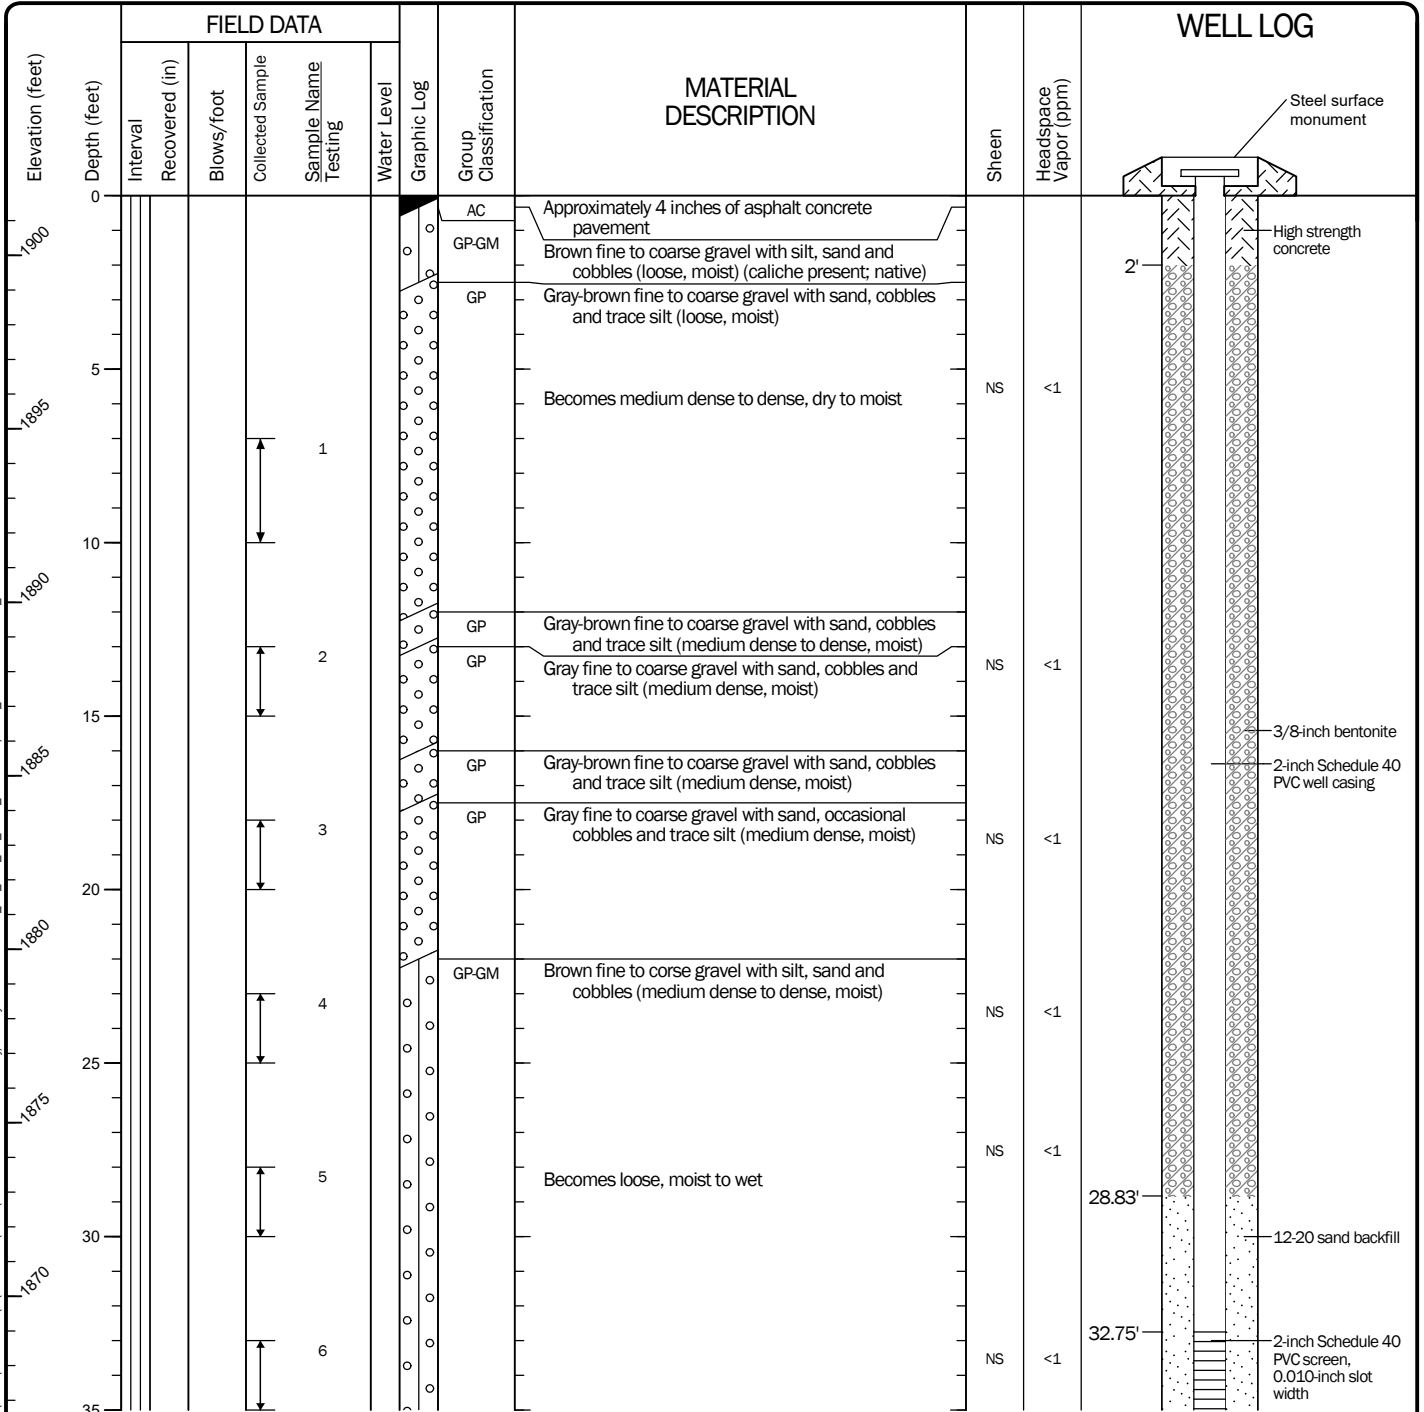 FIELD DATA
WELL LOG
Elevation (feet)
Depth (feet)
Interval
Recovered (in)
Blows/foot
Collected Sample
Sample Name
Testing
Water Level
Graphic Log
Group
Classification
MATERIAL
DESCRIPTION
Sheen
Headspace
Vapor (ppm)
Steel surface
monument
0
AC
Approximately 4 inches of asphalt concrete
pavement
1900
GP-GM
Brown fine to coarse gravel with silt, sand and
cobbles (loose, moist) (caliche present; native)
High strength
concrete
2'
GP
Gray-brown fine to coarse gravel with sand, cobbles
and trace silt (loose, moist)
5
NS
<1
1895
Becomes medium dense to dense, dry to moist
1
10
1890
GP
Gray-brown fine to coarse gravel with sand, cobbles
and trace silt (medium dense to dense, moist)
2
GP
Gray fine to coarse gravel with sand, cobbles and
trace silt (medium dense, moist)
NS
<1
15
3/8-inch bentonite
1885
GP
Gray-brown fine to coarse gravel with sand, cobbles
and trace silt (medium dense, moist)
2-inch Schedule 40
PVC well casing
GP
Gray fine to coarse gravel with sand, occasional
cobbles and trace silt (medium dense, moist)
3
NS
<1
20
1880
GP-GM
Brown fine to corse gravel with silt, sand and
cobbles (medium dense to dense, moist)
4
NS
<1
25
1875
NS
<1
5
Becomes loose, moist to wet
28.83'
30
12-20 sand backfill
1870
32.75'
6
NS
<1
2-inch Schedule 40
PVC screen,
0.010-inch slot
width
35